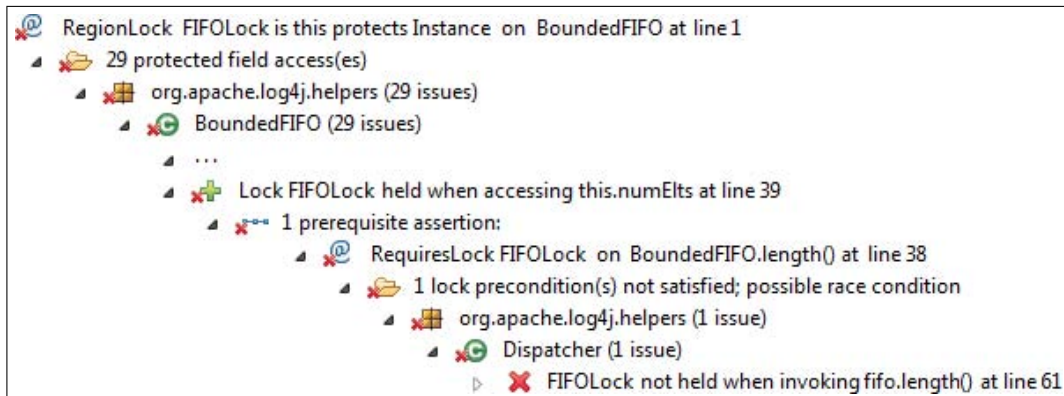 RegionLock FIFOLock is this protects Instance on BoundedFIFO at line 1
29 protected field access(es)
org.apache.log4j.helpers (29 issues)
BoundedFIFO (29 issues)
...
Lock FIFOLock held when accessing this.numElts at line 39
1 prerequisite assertion:
RequiresLock FIFOLock on BoundedFIFO.length() at line 38
1 lock precondition(s) not satisfied; possible race condition
org.apache.log4j.helpers (1 issue)
Dispatcher (1 issue)
FIFOLock not held when invoking fifo.length() at line 61